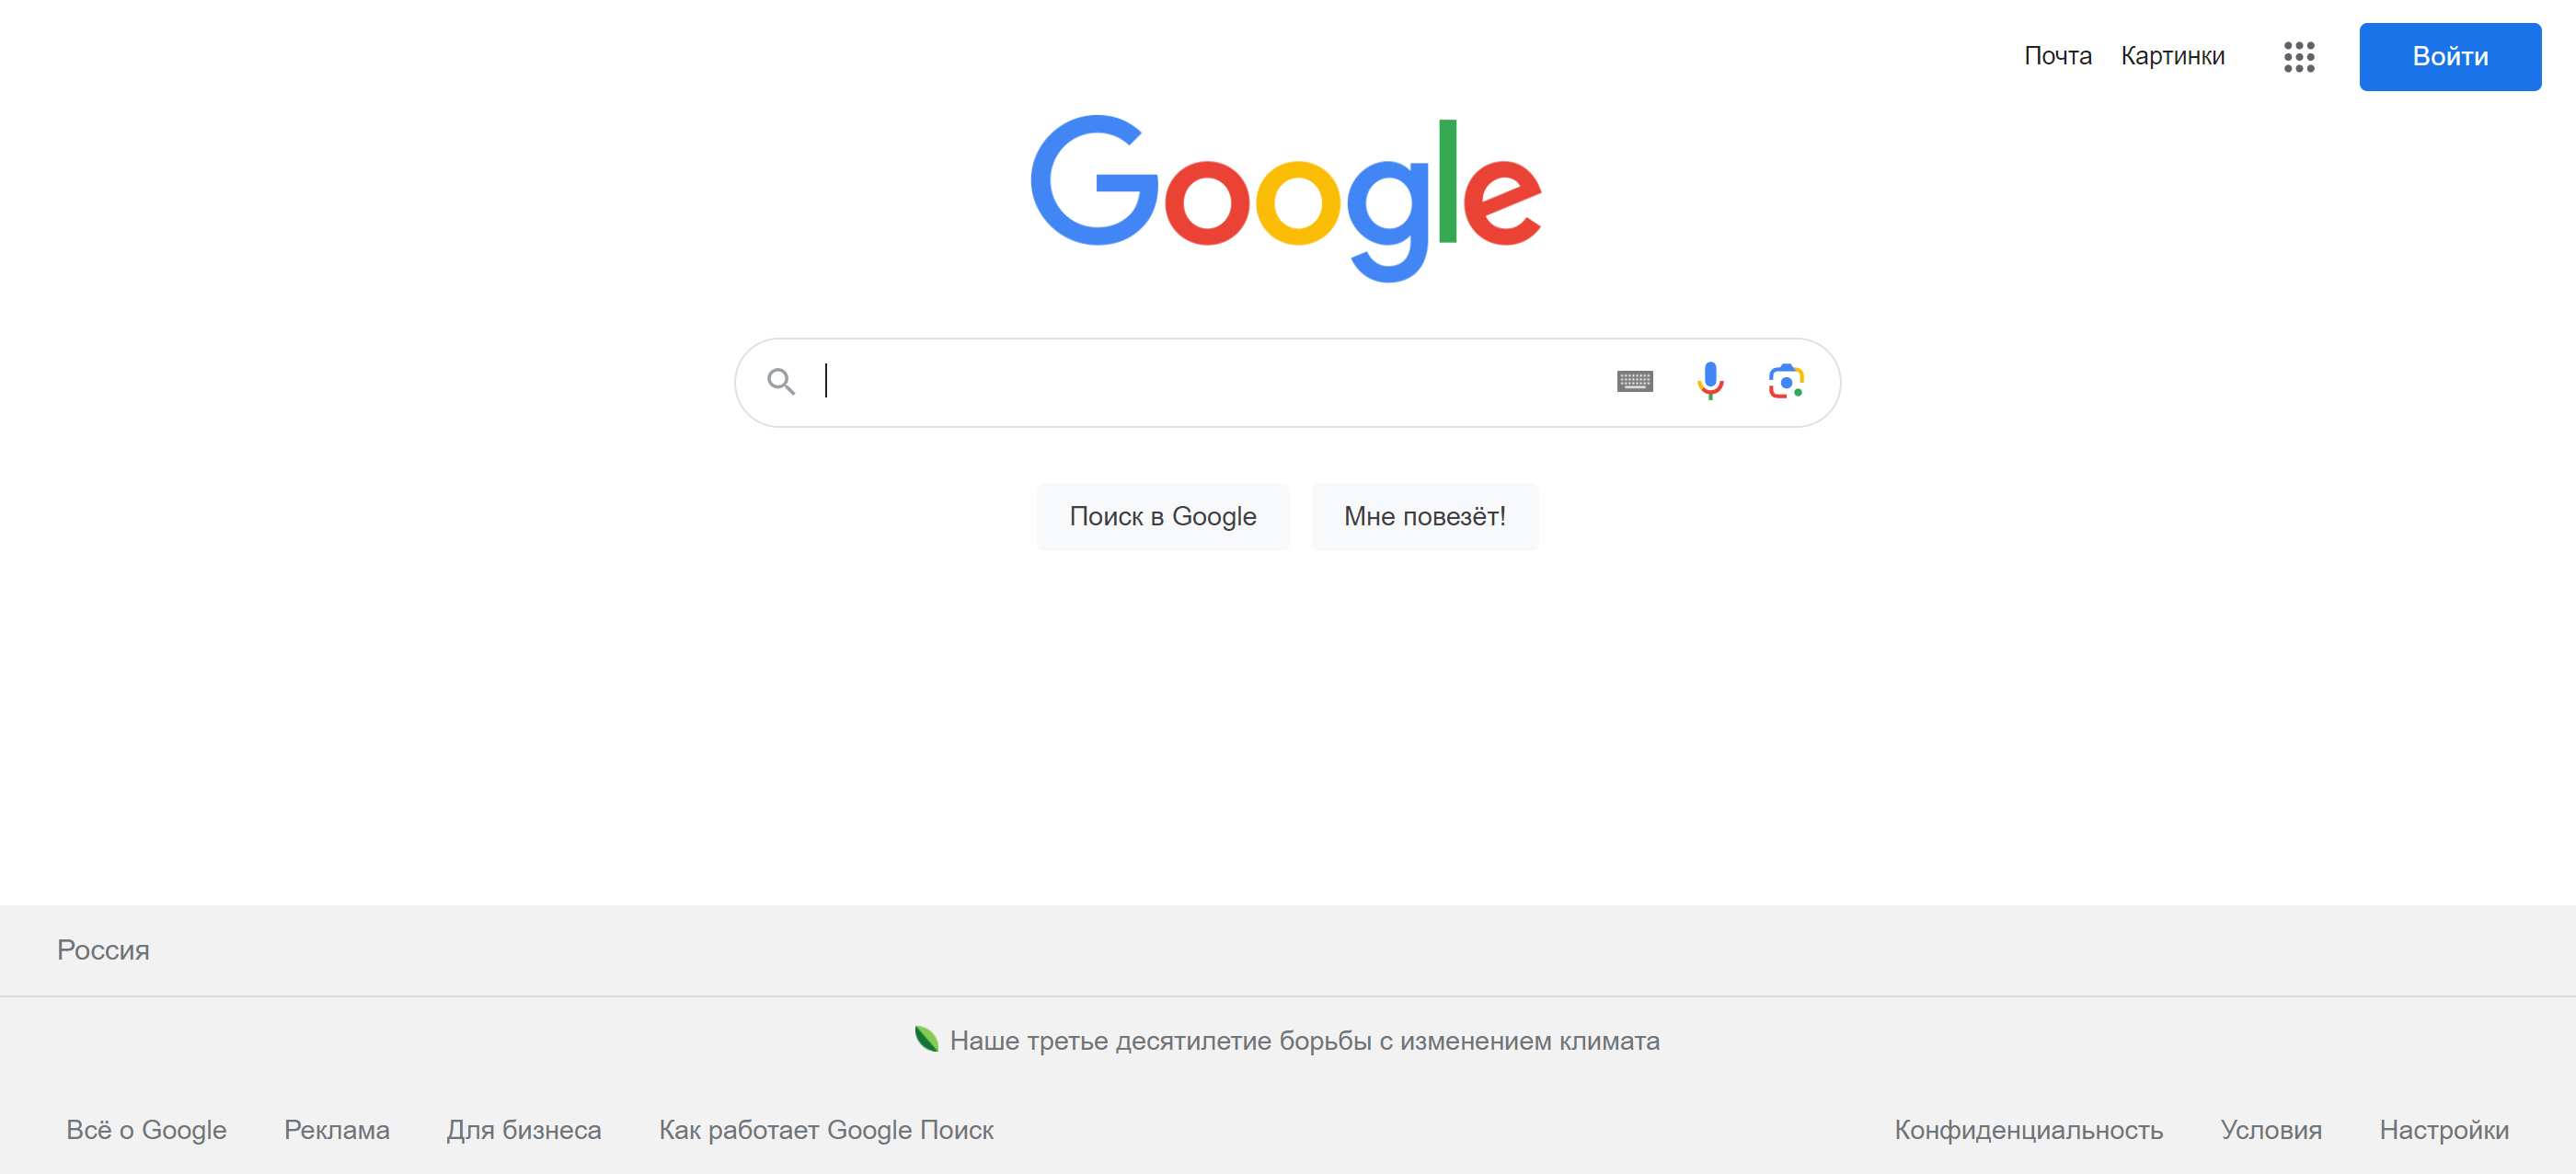 Почта Картинки Войти
Google
Поиск в Google Мне повезёт!
Россия
Наше третье десятилетие борьбы с изменением климата
Всё о Google Реклама Для бизнеса Как работает Google Поиск Конфиденциальность Условия Настройки